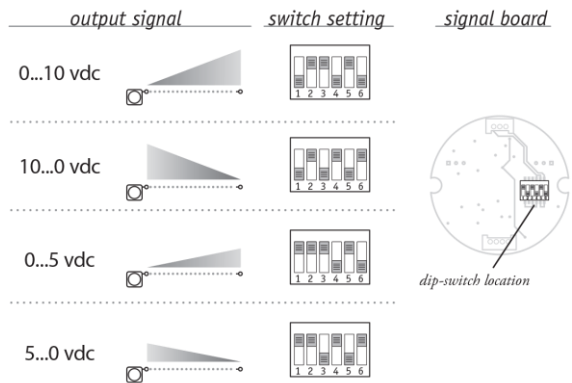 output signal switch setting signal board
0...10 vdc
1 2 3 4 5 6
10...0 vdc
1 2 3 4 5 6
0...5 vdc
1 2 3 4 5 6
dip-switch location
5...0 vdc
1 2 3 4 5 6